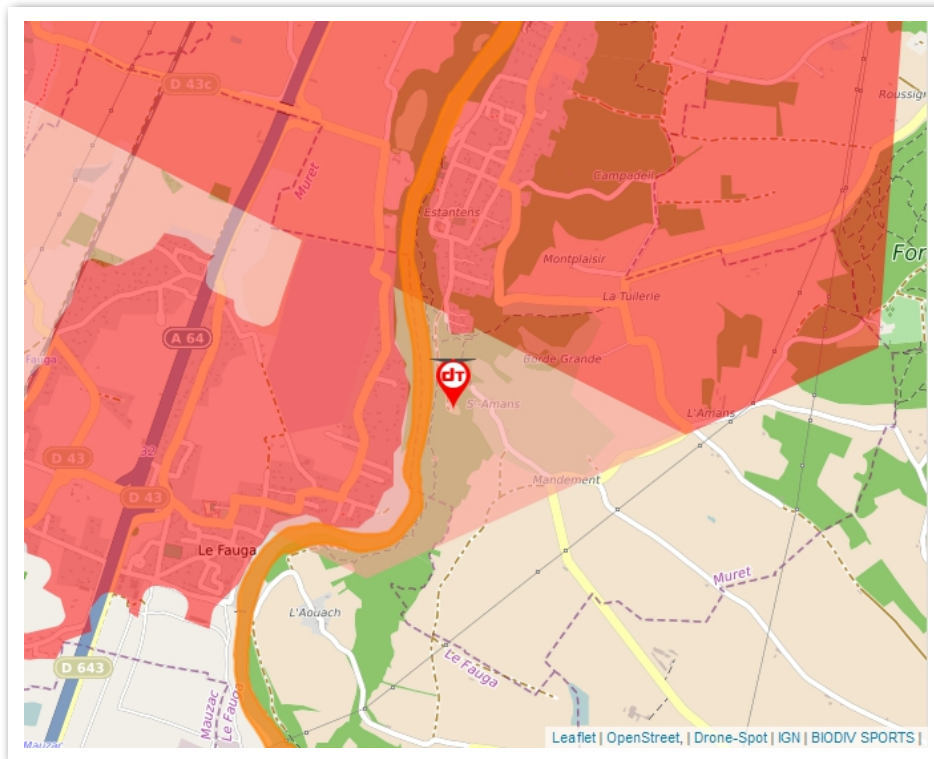 D 43c
Roussign
Muret
Campadeil
Estantens
For
Montplaisir
La Tuilerie
Fauga
A 64
Borde Grande
dT
St-Amans
L'Amans
32
D 43
D 43
Mandement
Le Fauga
Muret
L'Aouach
Le Fauga
D 643
Mauzac
Le Fauga
Mauzac
Leaflet | OpenStreet, | Drone-Spot | IGN | BIODIV SPORTS |